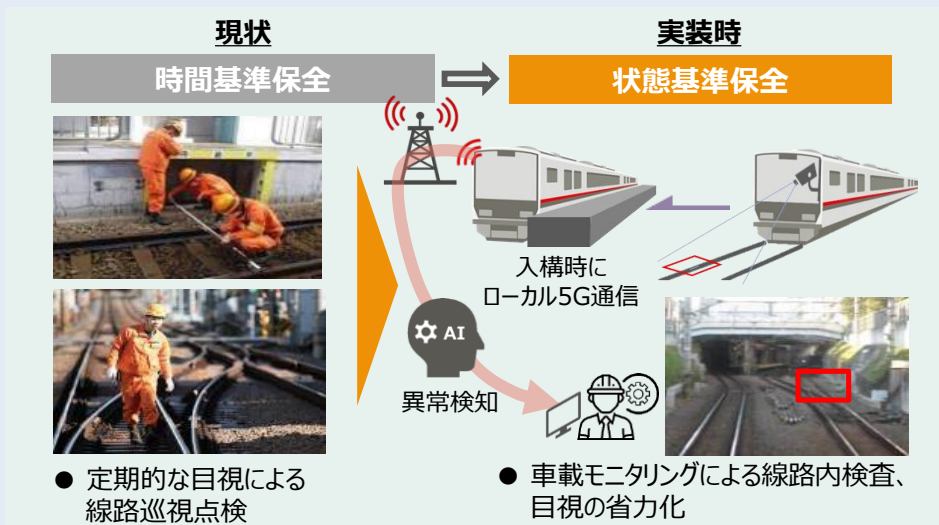 現状
実装時
時間基準保全
状態基準保全
入構時に
ローカル5G通信
AI
異常検知
● 定期的な目視による
線路巡視点検
● 車載モニタリングによる線路内検査、
目視の省力化